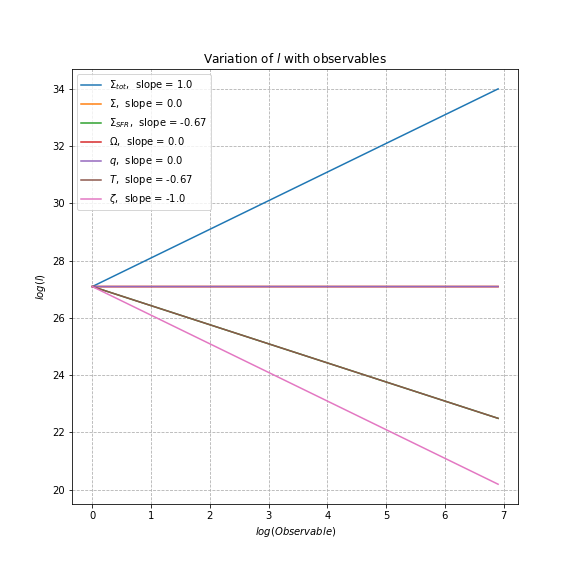 Variation of l with observables
Σ_tot, slope = 1.0
Σ, slope = 0.0
Σ_SFR, slope = -0.67
Ω, slope = 0.0
q, slope = 0.0
T, slope = -0.67
ζ, slope = -1.0
34
32
30
28
26
24
22
20
log(l)
0 1 2 3 4 5 6 7
log(Observable)